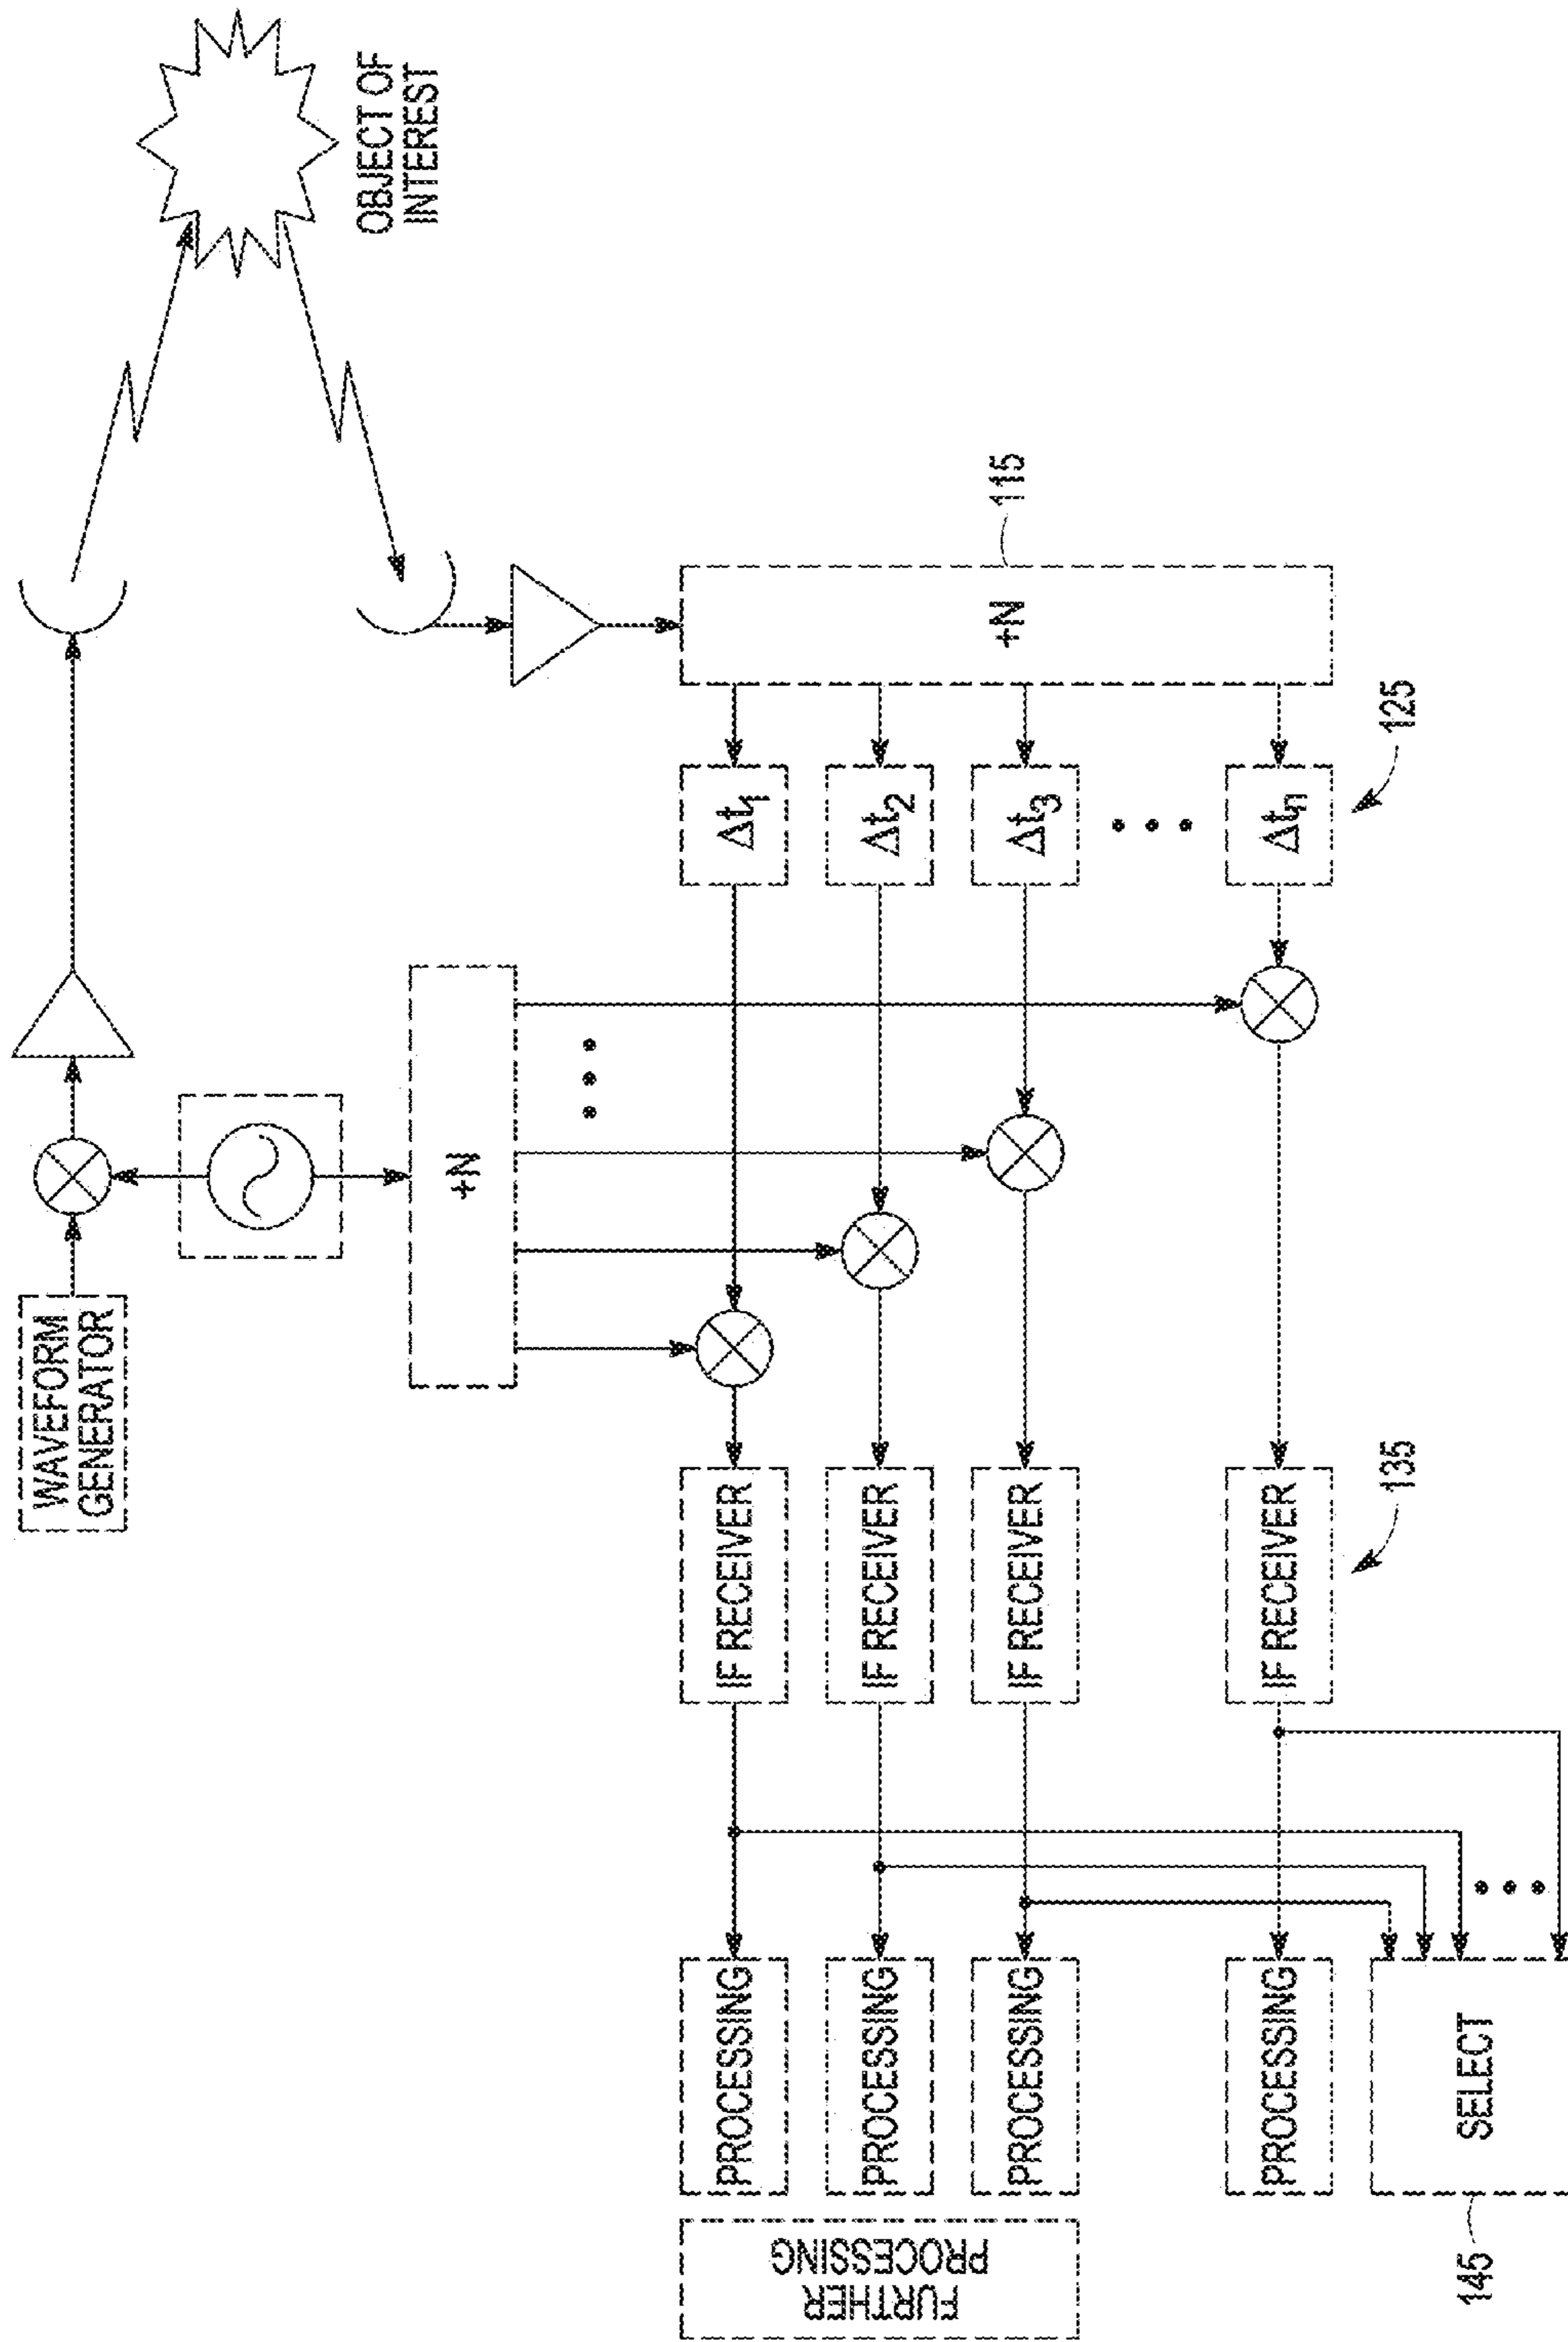 WAVEFORM
GENERATOR
OBJECT OF
INTEREST
+N
+N
115
Δt1
Δt2
Δt3
Δtn
125
IF RECEIVER
IF RECEIVER
IF RECEIVER
IF RECEIVER
135
PROCESSING
PROCESSING
PROCESSING
PROCESSING
SELECT
145
FURTHER
PROCESSING